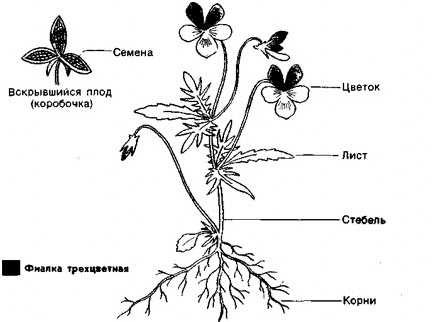 Семена
Вскрывшийся плод
(коробочка)
Цветок
Лист
Стебель
Фиалка трехцветная
Корни